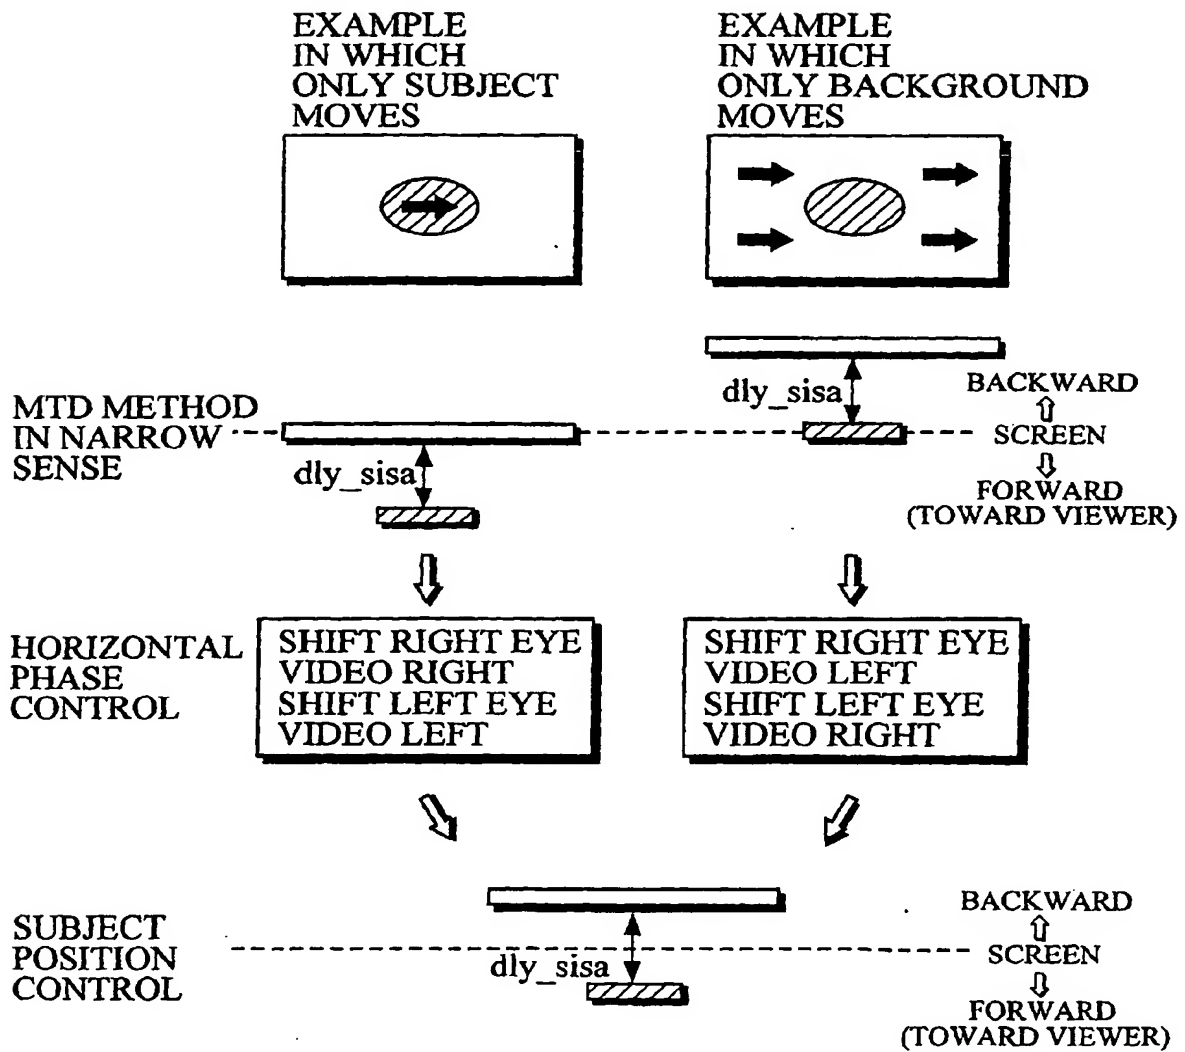 EXAMPLE
IN WHICH
ONLY SUBJECT
MOVES
EXAMPLE
IN WHICH
ONLY BACKGROUND
MOVES
MTD METHOD
IN NARROW
SENSE
dly_sisa
dly_sisa
BACKWARD
SCREEN
FORWARD
(TOWARD VIEWER)
HORIZONTAL
PHASE
CONTROL
SHIFT RIGHT EYE
VIDEO RIGHT
SHIFT LEFT EYE
VIDEO LEFT
SHIFT RIGHT EYE
VIDEO LEFT
SHIFT LEFT EYE
VIDEO RIGHT
SUBJECT
POSITION
CONTROL
dly_sisa
BACKWARD
SCREEN
FORWARD
(TOWARD VIEWER)